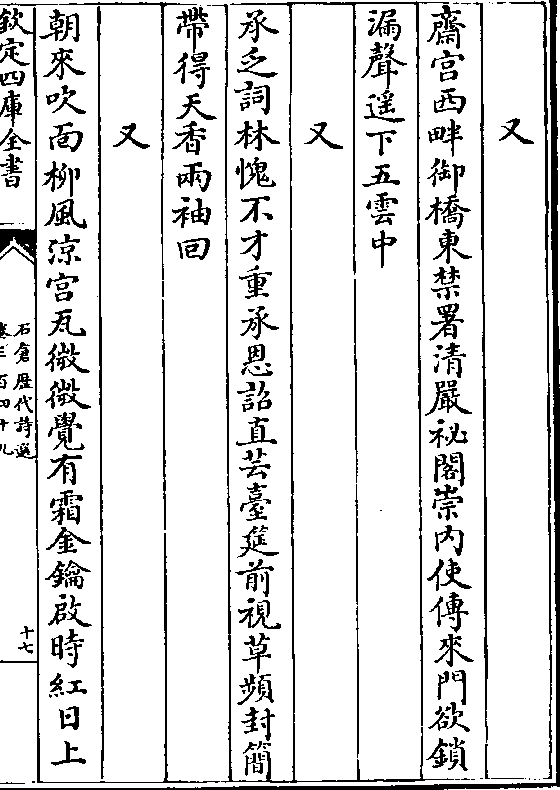 又
齋宫西畔御橋東禁署清嚴祕閣崇内使傳來門欲鎖
漏聲遥下五雲中
又
承乏詞林愧不才重承恩詔直芸臺筵前視草頻封簡
帶得天香兩袖回
又
朝來吹面柳風涼宫瓦微微覺有霜金鑰啟時紅日上
欽定四庫全書
石倉歴代詩選
卷三百四十九
十七